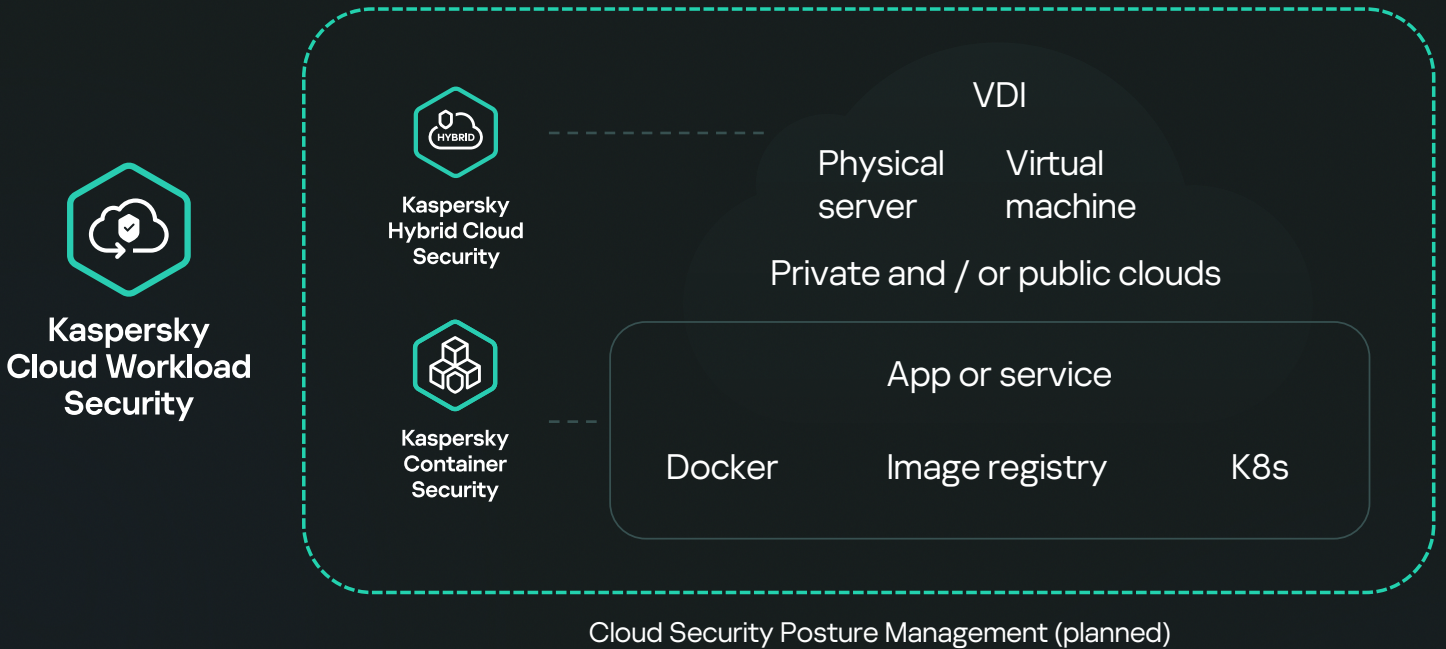 Kaspersky
Cloud Workload
Security
HYBRID
Kaspersky
Hybrid Cloud
Security
VDI
Physical
server
Virtual
machine
Private and / or public clouds
Kaspersky
Container
Security
App or service
Docker
Image registry
K8s
Cloud Security Posture Management (planned)